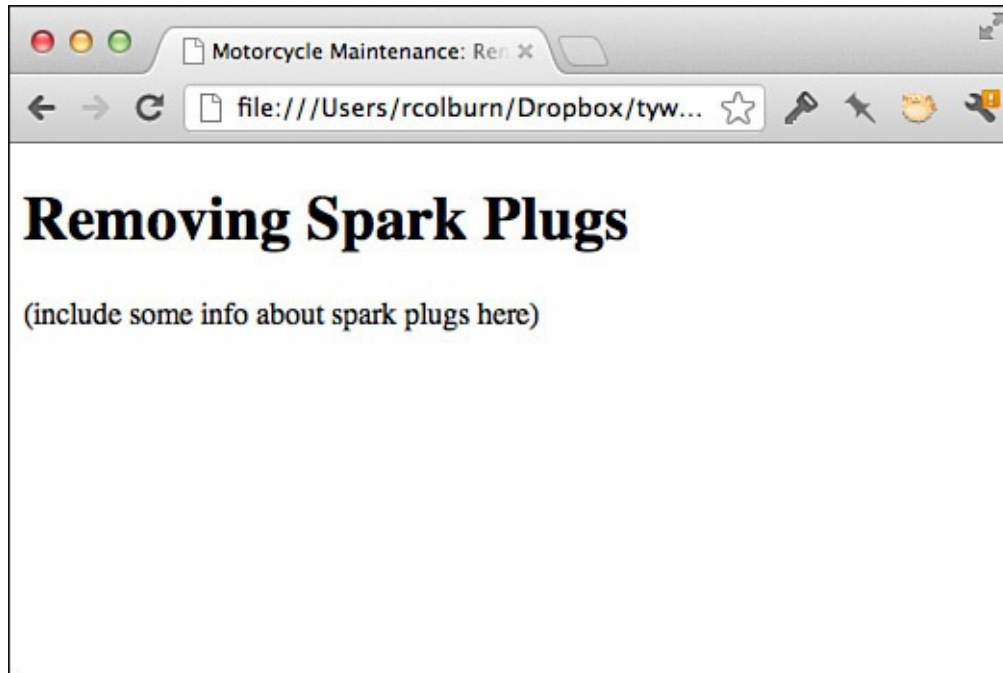 Motorcycle Maintenance: Ren
file:///Users/rcolburn/Dropbox/tyw...
Removing Spark Plugs
(include some info about spark plugs here)